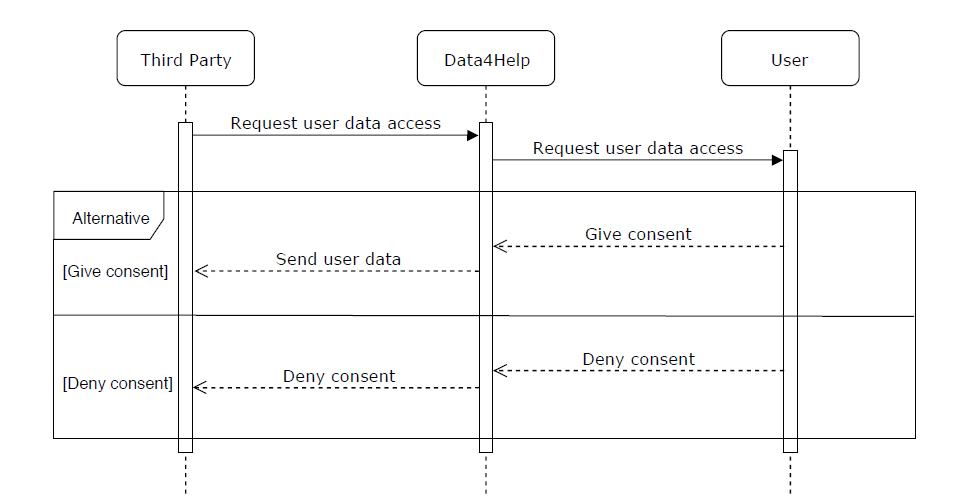 Third Party
Data4Help
User
Request user data access
Request user data access
Alternative
Give consent
Send user data
[Give consent]
Deny consent
Deny consent
[Deny consent]